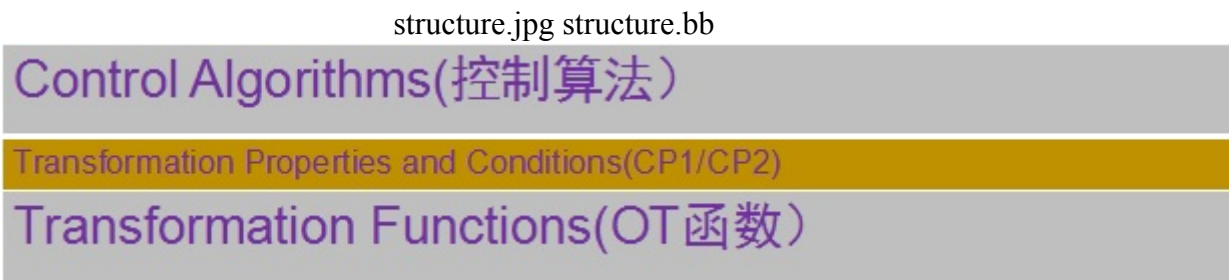 structure.jpg structure.bb
Control Algorithms(控制算法）
Transformation Properties and Conditions(CP1/CP2)
Transformation Functions(OT函数）